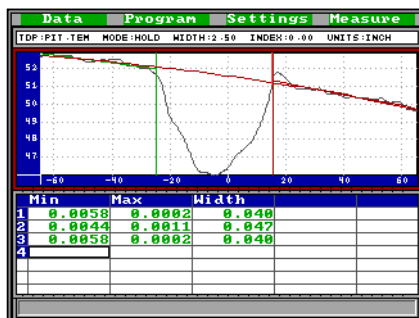 Data Program Settings Measure
TDP:PIT-TEM MODE:HOLD WIDTH:2.50 INDEX:0.00 UNITS:INCH
52
51
50
49
48
47
-60 -40 -20 0 20 40 60
Min Max Width
1 0.0058 0.0002 0.040
2 0.0044 0.0011 0.047
3 0.0058 0.0002 0.040
4